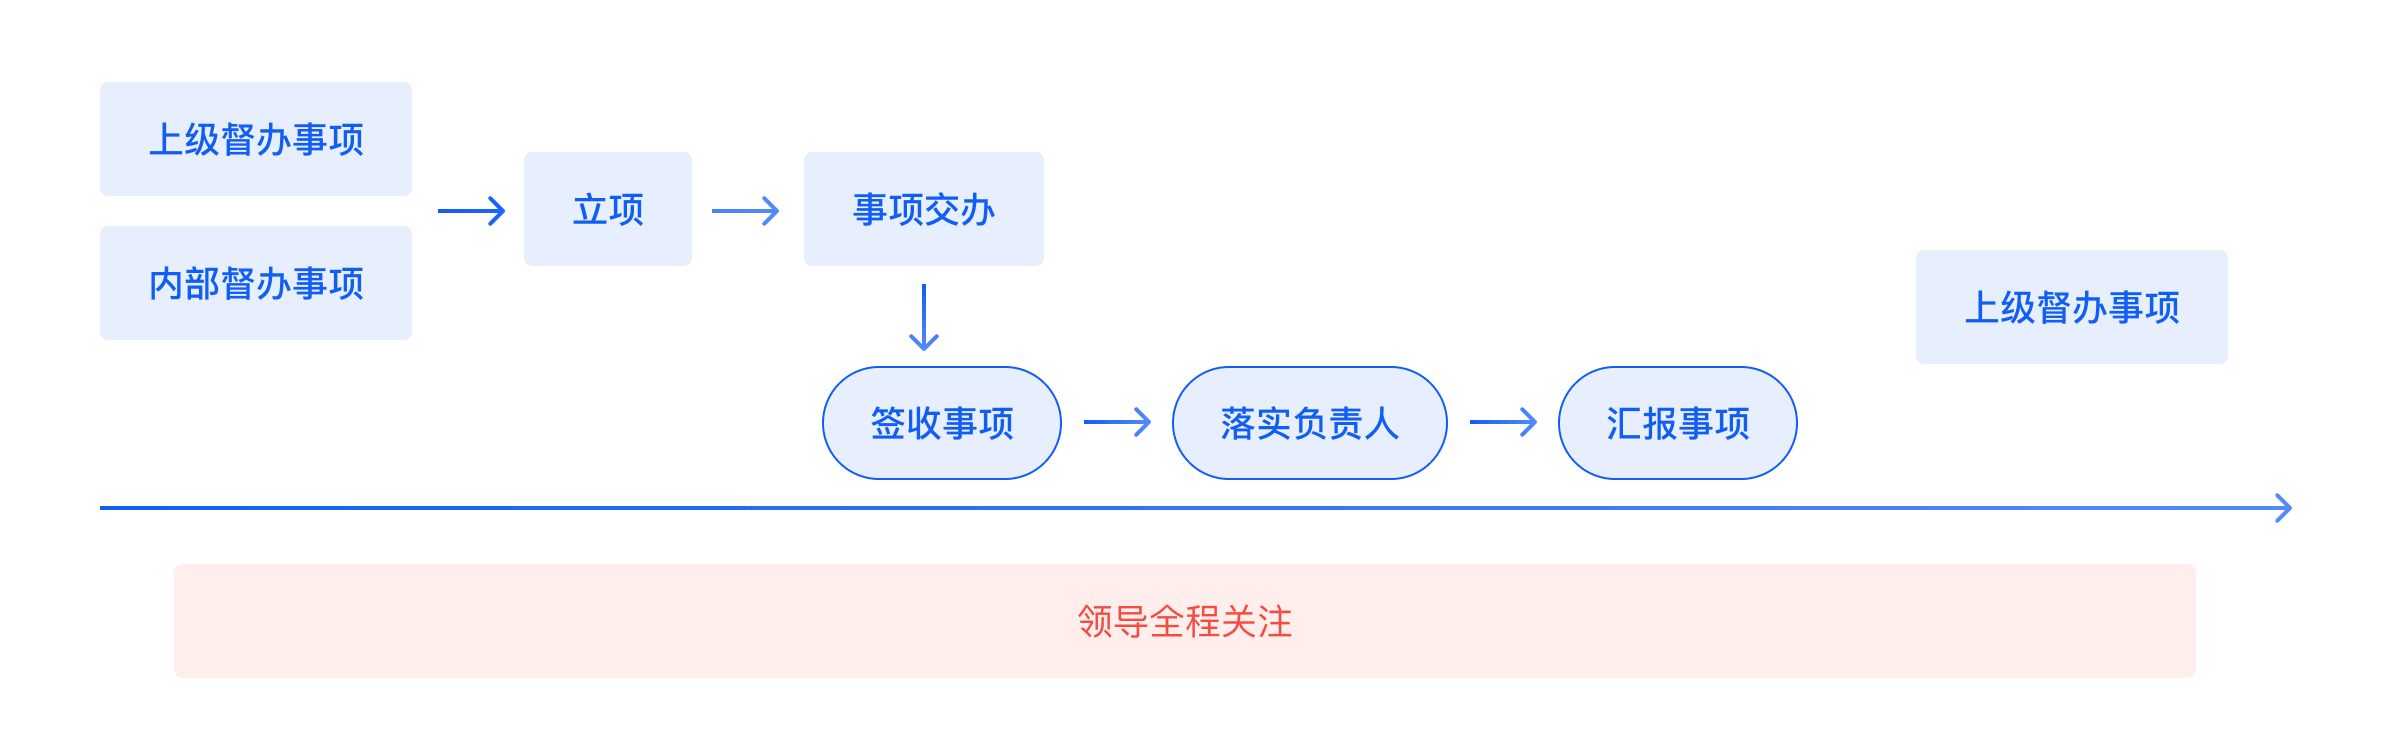 上级督办事项
内部督办事项
立项
事项交办
签收事项
落实负责人
汇报事项
上级督办事项
领导全程关注